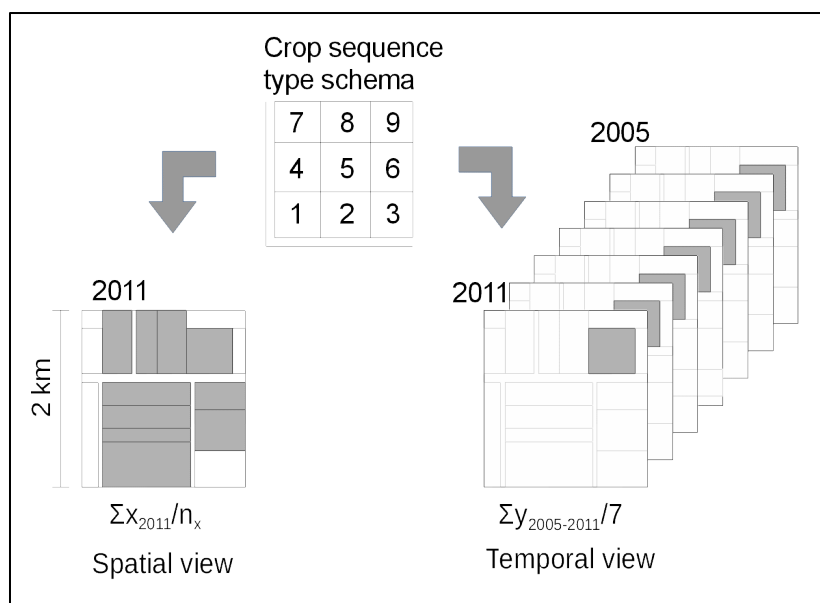 Crop sequence
type schema
7 8 9
4 5 6
1 2 3
2005
2011
2011
2 km
Σx2011/nx
Σy2005-2011/7
Spatial view
Temporal view